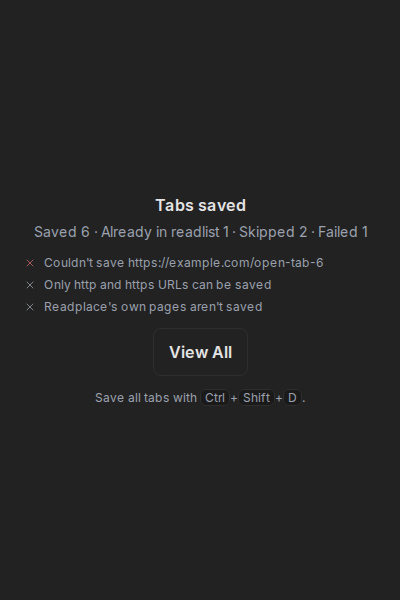 Tabs saved
Saved 6 · Already in readlist 1 · Skipped 2 · Failed 1
Couldn't save https://example.com/open-tab-6
Only http and https URLs can be saved
Readplace's own pages aren't saved
View All
Save all tabs with Ctrl + Shift + D .